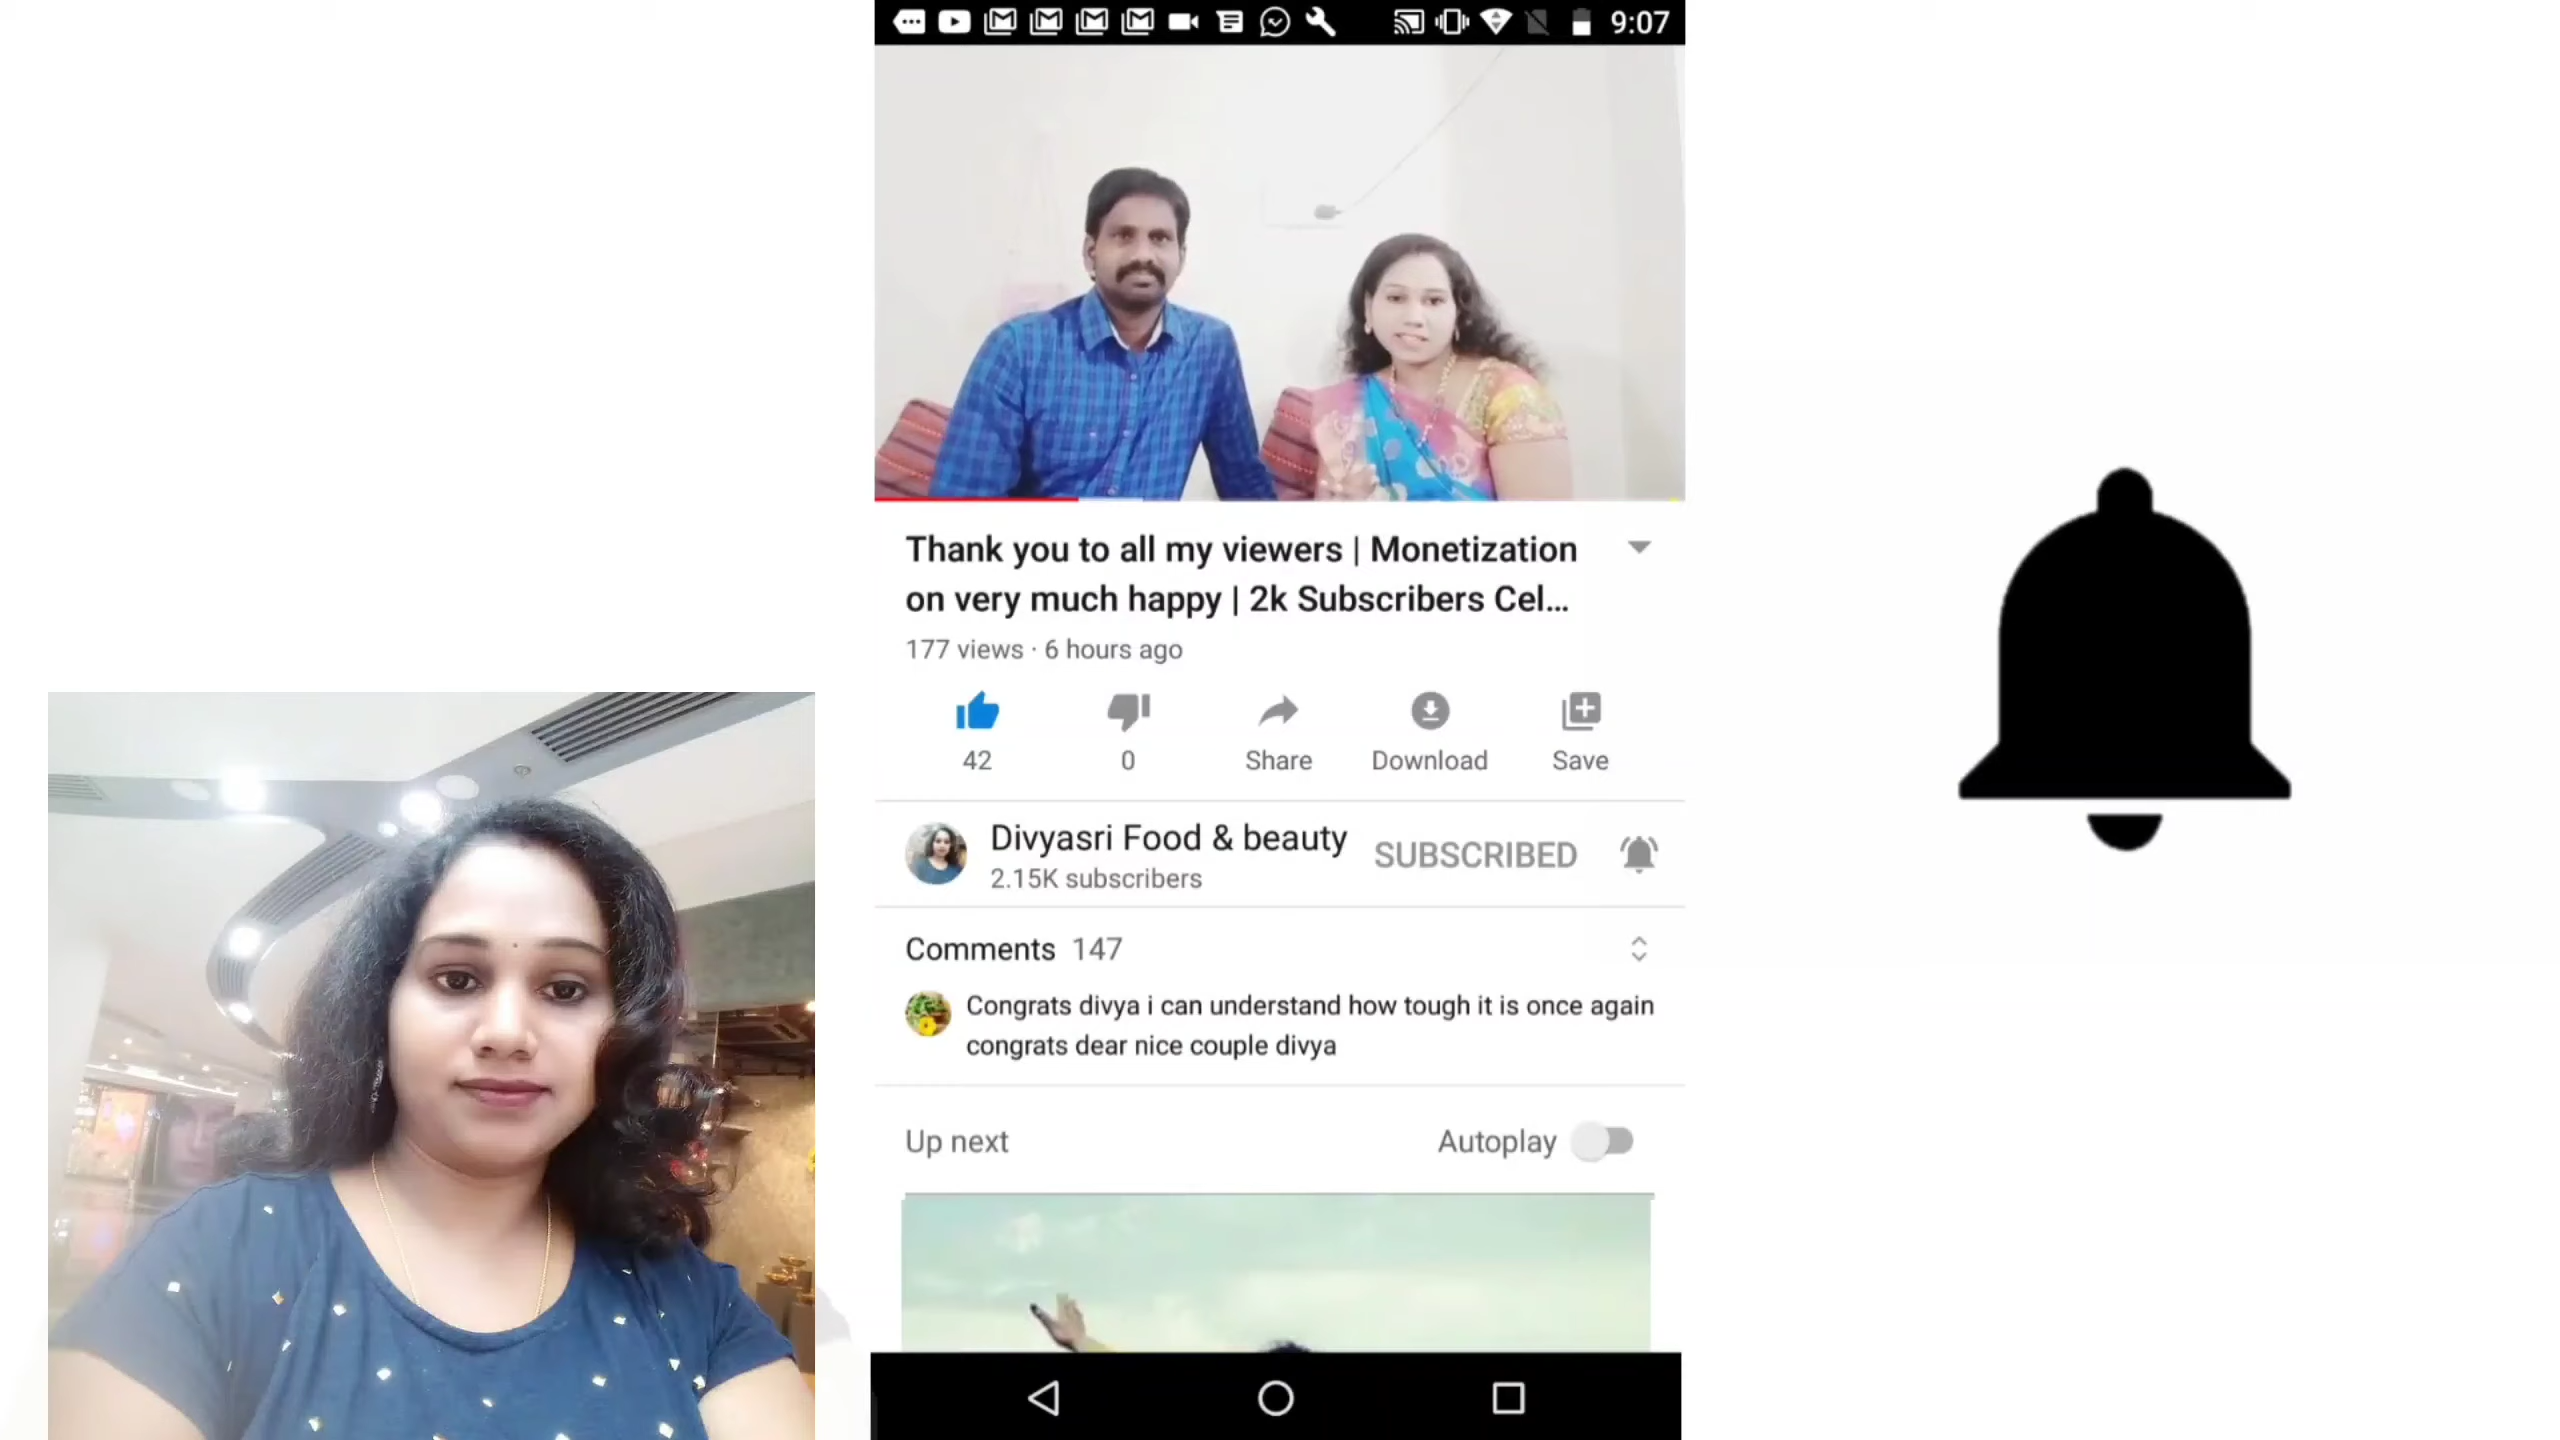 9:07
Thank you to all my viewers | Monetization
on very much happy | 2k Subscribers Cel...
177 views · 6 hours ago
42
0
Share
Download
Save
Divyasri Food & beauty
2.15K subscribers
SUBSCRIBED
Comments 147
Congrats divya i can understand how tough it is once again
congrats dear nice couple divya
Up next
Autoplay